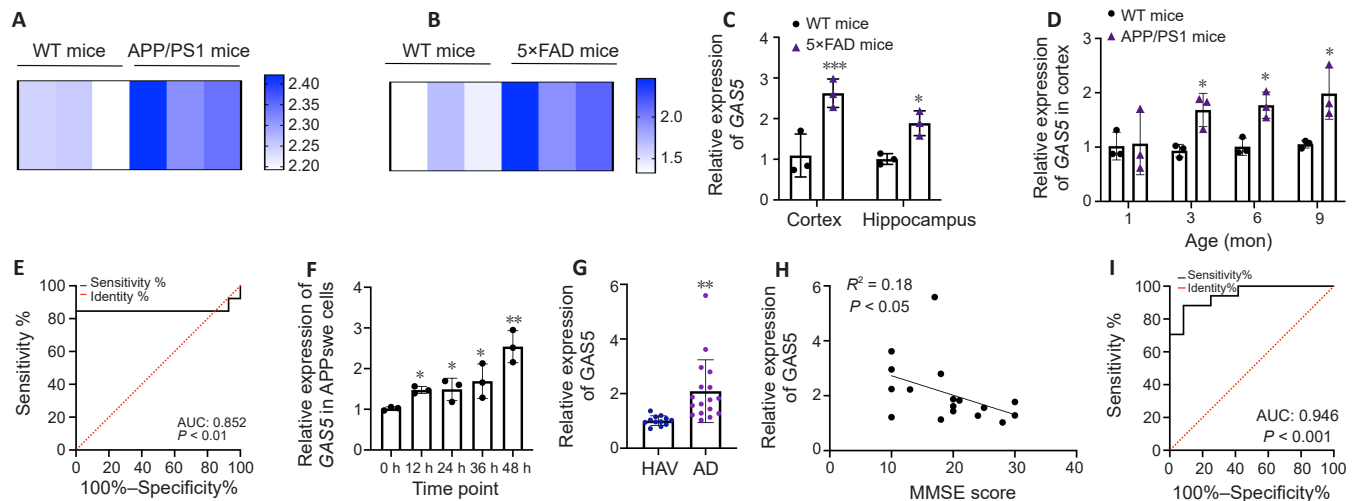 A
WT mice
APP/PS1 mice
2.40
2.35
2.30
2.25
2.20
B
WT mice
5×FAD mice
2.0
1.5
C
WT mice
5×FAD mice
Relative expression
of GAS5
4
3
2
1
0
***
*
Cortex
Hippocampus
D
WT mice
APP/PS1 mice
Relative expression
of GAS5 in cortex
3
2
1
0
*
*
*
1
3
6
9
Age (mon)
E
Sensitivity %
Identity %
Sensitivity %
100
80
60
40
20
0
AUC: 0.852
P < 0.01
0
20
40
60
80
100
100%–Specificity%
F
Relative expression of
GAS5 in APPswe cells
4
3
2
1
0
*
*
*
**
0 h
12 h
24 h
36 h
48 h
Time point
G
Relative expression
of GAS5
6
4
2
0
**
HAV
AD
H
Relative expression
of GAS5
6
4
2
0
R² = 0.18
P < 0.05
0
10
20
30
40
MMSE score
I
Sensitivity%
Identity%
Sensitivity %
100
80
60
40
20
0
AUC: 0.946
P < 0.001
0
20
40
60
80
100
100%–Specificity%